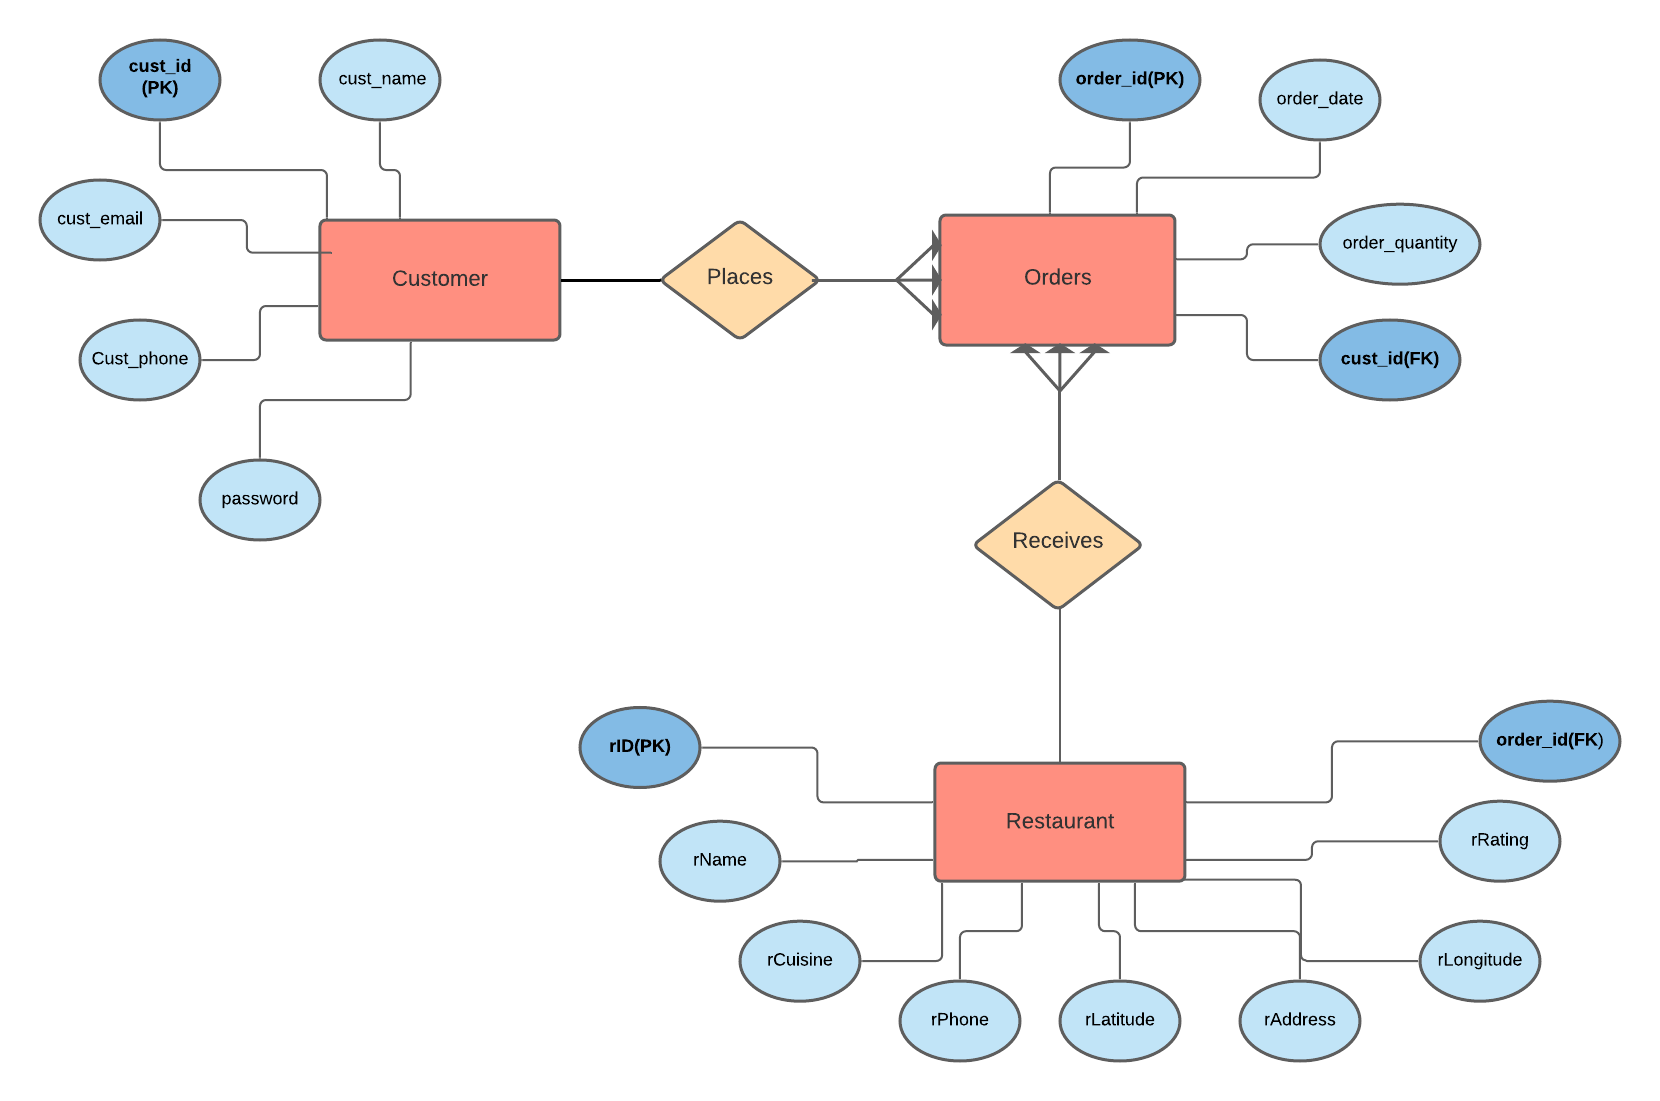 cust_id
(PK)
cust_name
order_id(PK)
order_date
cust_email
order_quantity
Customer
Places
Orders
Cust_phone
cust_id(FK)
password
Receives
rID(PK)
order_id(FK)
Restaurant
rRating
rName
rCuisine
rLongitude
rPhone
rLatitude
rAddress